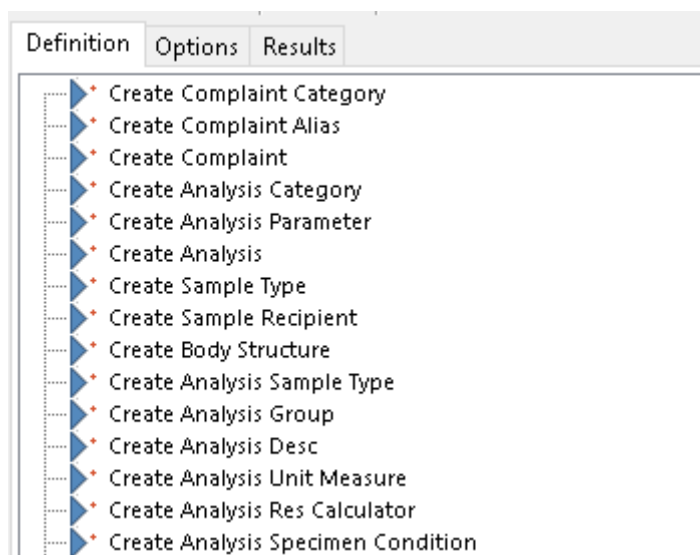 Definition Options Results
Create Complaint Category
Create Complaint Alias
Create Complaint
Create Analysis Category
Create Analysis Parameter
Create Analysis
Create Sample Type
Create Sample Recipient
Create Body Structure
Create Analysis Sample Type
Create Analysis Group
Create Analysis Desc
Create Analysis Unit Measure
Create Analysis Res Calculator
Create Analysis Specimen Condition